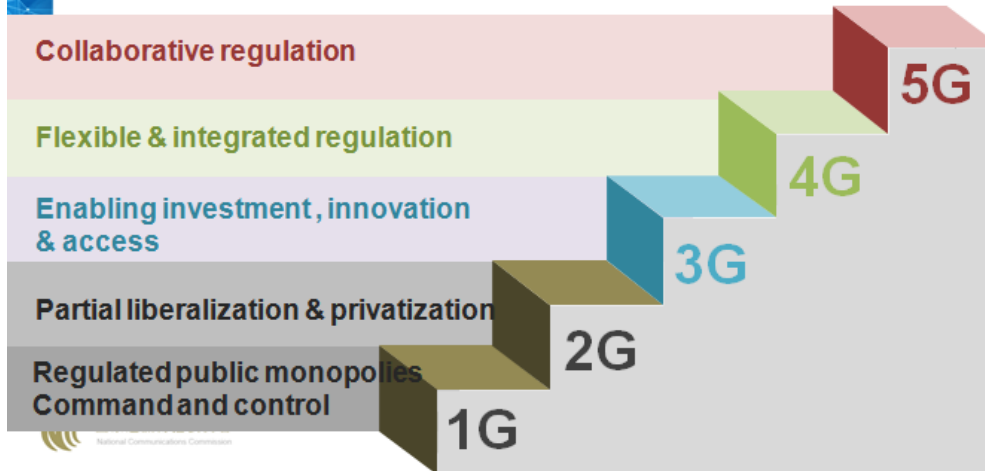 Collaborative regulation
5G
Flexible & integrated regulation
4G
Enabling investment , innovation
& access
3G
Partial liberalization & privatization
2G
Regulated public monopolies
Command and control
1G
National Communications Commission